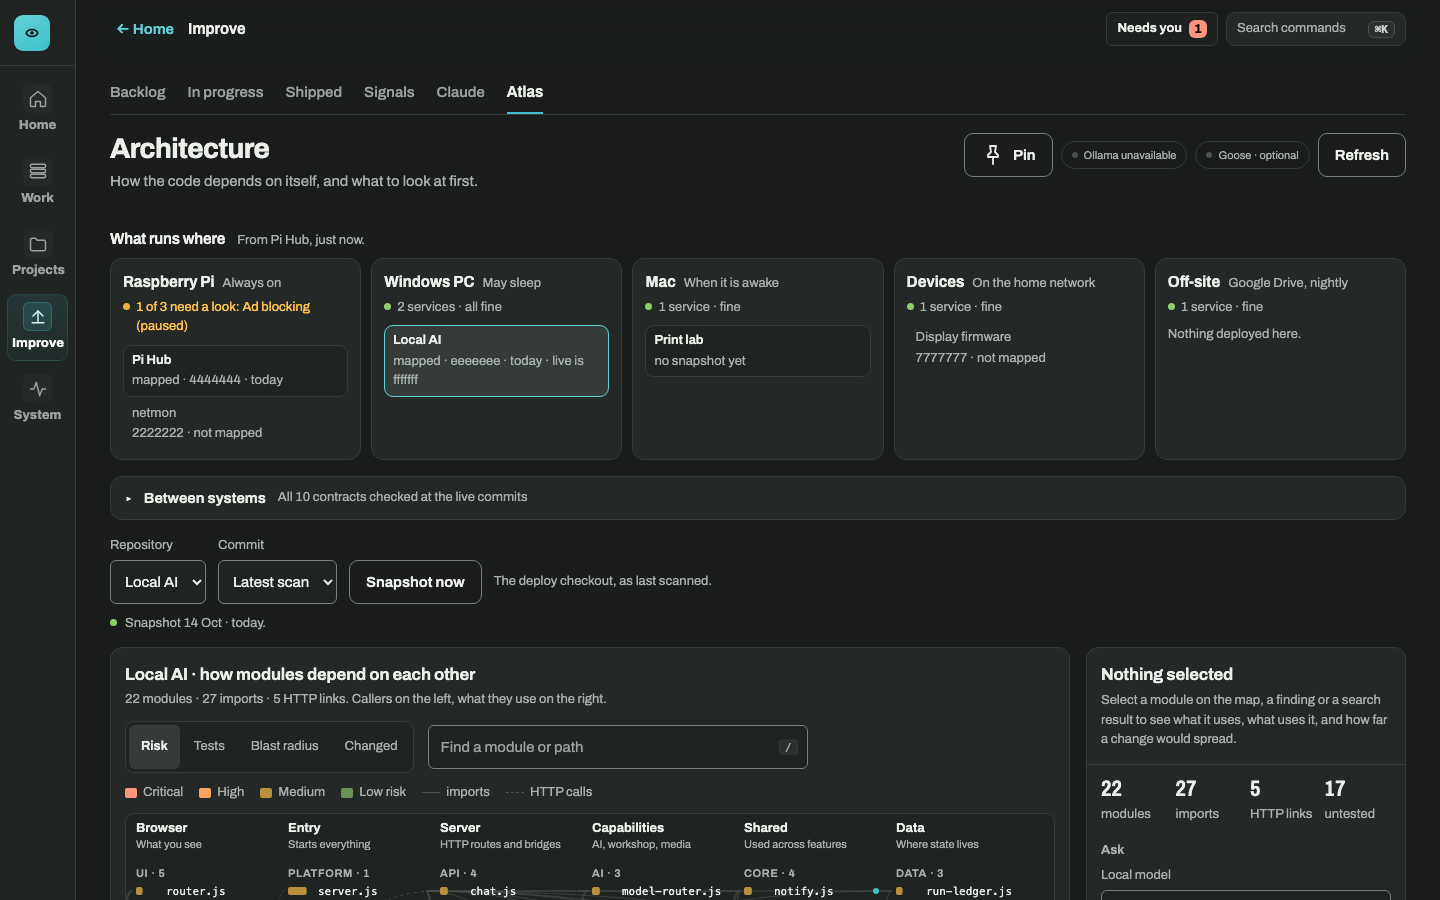 ← Home Improve
Needs you 1
Search commands ⌘K
Home
Work
Projects
Improve
System
Backlog In progress Shipped Signals Claude Atlas
Architecture
How the code depends on itself, and what to look at first.
Pin
Ollama unavailable
Goose · optional
Refresh
What runs where From Pi Hub, just now.
Raspberry Pi Always on
1 of 3 need a look: Ad blocking
(paused)
Pi Hub
mapped · 4444444 · today
netmon
2222222 · not mapped
Windows PC May sleep
2 services · all fine
Local AI
mapped · eeeeeee · today · live is
fffffff
Mac When it is awake
1 service · fine
Print lab
no snapshot yet
Devices On the home network
1 service · fine
Display firmware
7777777 · not mapped
Off-site Google Drive, nightly
1 service · fine
Nothing deployed here.
Between systems All 10 contracts checked at the live commits
Repository Commit
Local AI Latest scan Snapshot now The deploy checkout, as last scanned.
Snapshot 14 Oct · today.
Local AI · how modules depend on each other
22 modules · 27 imports · 5 HTTP links. Callers on the left, what they use on the right.
Risk Tests Blast radius Changed
Find a module or path /
Critical High Medium Low risk imports HTTP calls
Browser
What you see
UI · 5
router.js
Entry
Starts everything
PLATFORM · 1
server.js
Server
HTTP routes and bridges
API · 4
chat.js
Capabilities
AI, workshop, media
AI · 3
model-router.js
Shared
Used across features
CORE · 4
notify.js
Data
Where state lives
DATA · 3
run-ledger.js
Nothing selected
Select a module on the map, a finding or a search
result to see what it uses, what uses it, and how far
a change would spread.
22 27 5 17
modules imports HTTP links untested
Ask
Local model